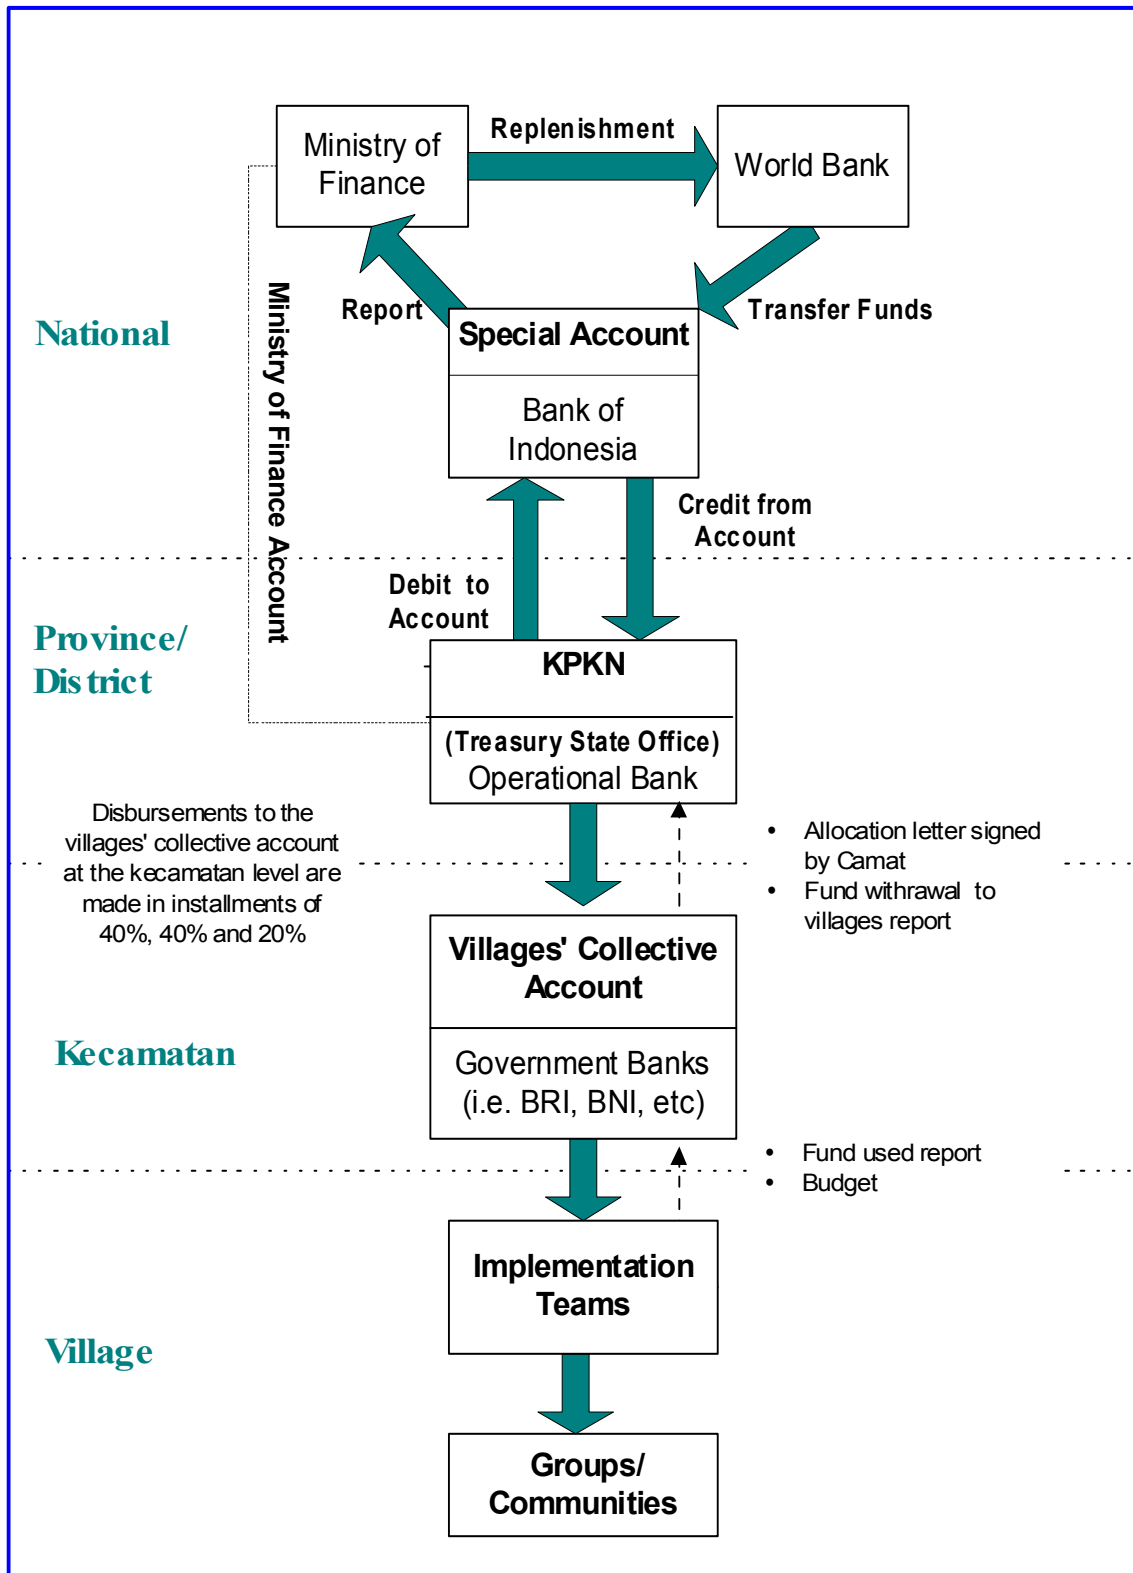 Replenishment
Ministry of
Finance
World Bank
Report
Transfer Funds
Ministry of Finance Account
National
Special Account
Bank of
Indonesia
Credit from
Account
Debit to
Account
Province/
District
KPKN
(Treasury State Office)
Operational Bank
Disbursements to the
villages' collective account
at the kecamatan level are
made in installments of
40%, 40% and 20%
• Allocation letter signed
by Camat
• Fund withrawal to
villages report
Villages' Collective
Account
Kecamatan
Government Banks
(i.e. BRI, BNI, etc)
• Fund used report
• Budget
Implementation
Teams
Village
Groups/
Communities